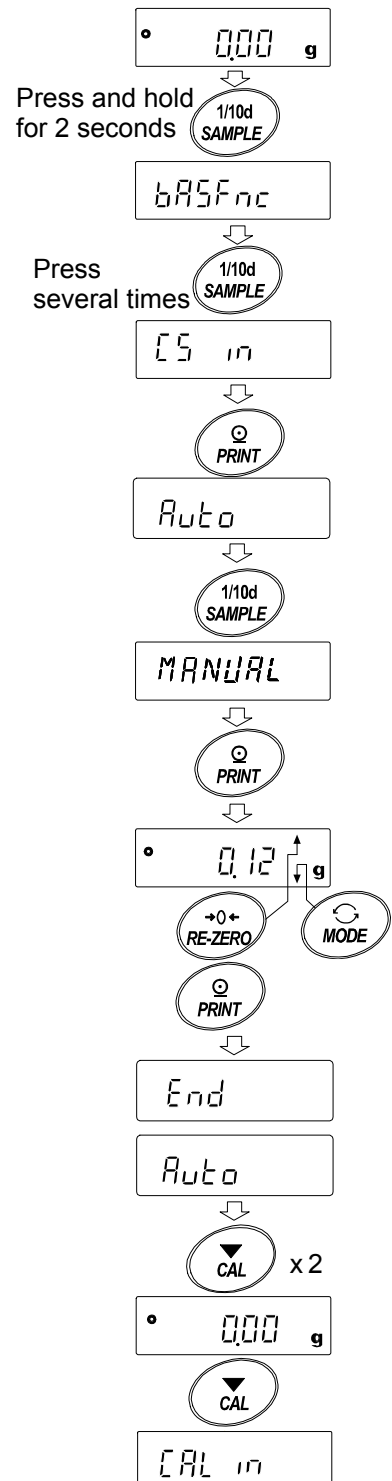 0.00 g
Press and hold
for 2 seconds
1/10d
SAMPLE
bASFnc
Press
several times
1/10d
SAMPLE
CS in
PRINT
Auto
1/10d
SAMPLE
MANUAL
PRINT
0.12 g
→0←
RE-ZERO
MODE
PRINT
End
Auto
CAL
x 2
0.00 g
CAL
CAL in